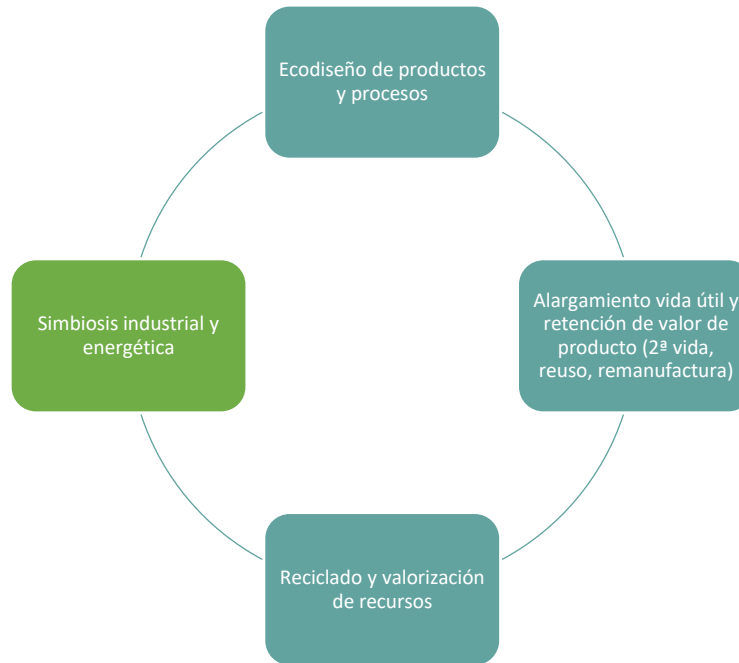 Ecodiseño de productos
y procesos
Alargamiento vida útil y
retención de valor de
producto (2ª vida,
reuso, remanufactura)
Reciclado y valorización
de recursos
Simbiosis industrial y
energética